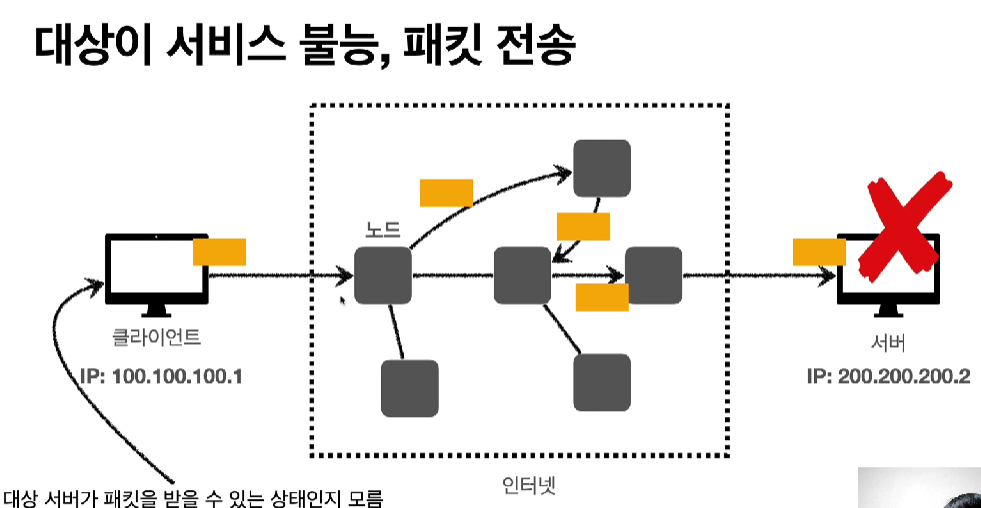 대상이 서비스 불능, 패킷 전송
노드
클라이언트
IP: 100.100.100.1
서버
IP: 200.200.200.2
인터넷
대상 서버가 패킷을 받을 수 있는 상태인지 모름